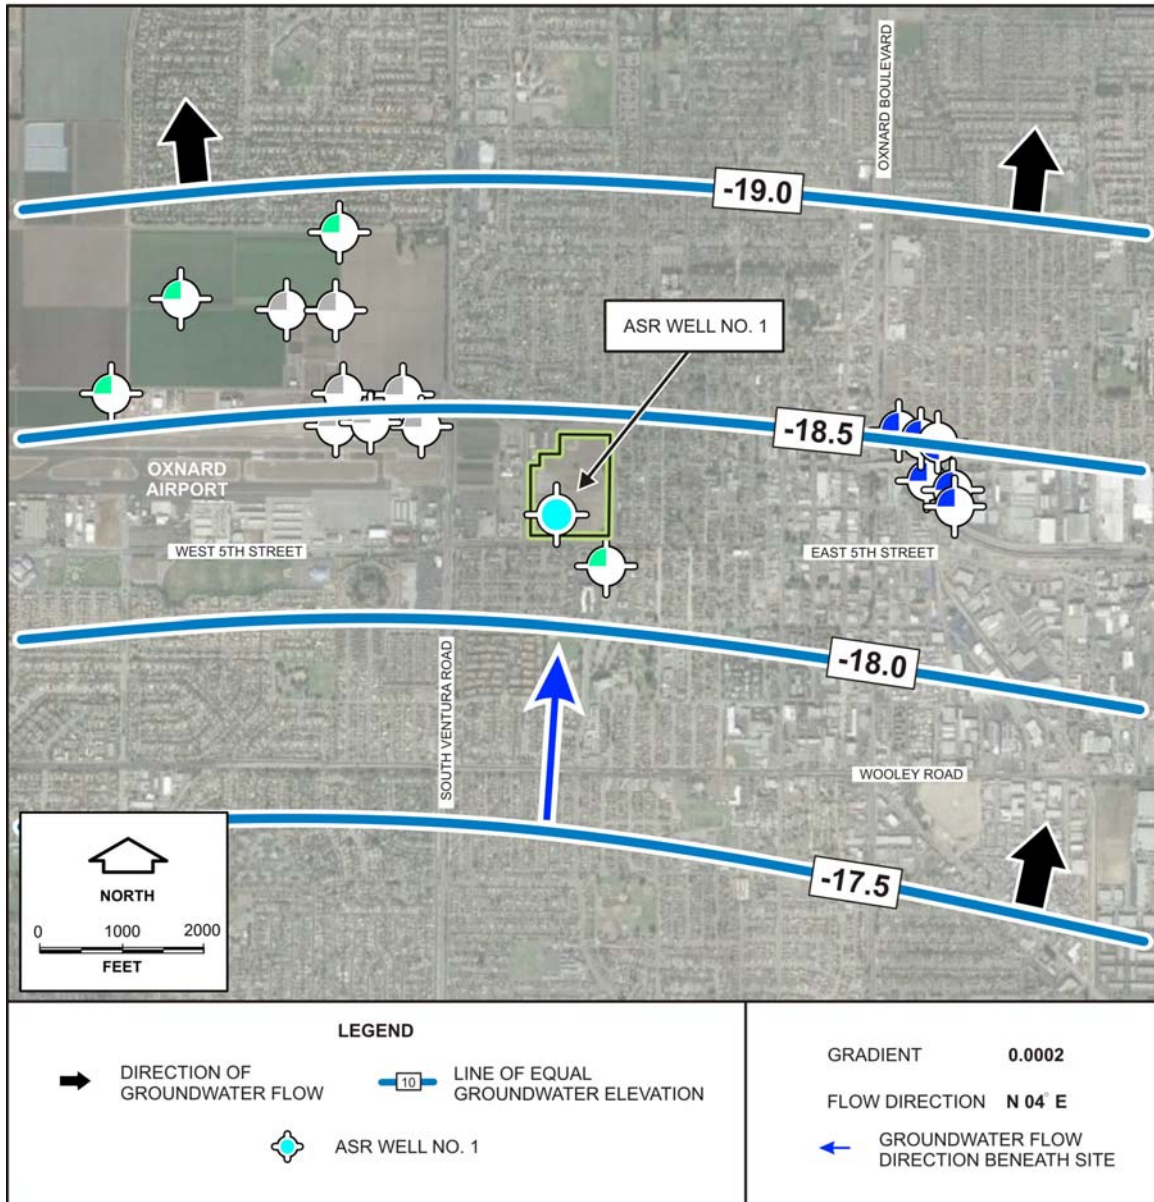 OXNARD BOULEVARD
-19.0
ASR WELL NO. 1
-18.5
OXNARD
AIRPORT
WEST 5TH STREET
EAST 5TH STREET
-18.0
SOUTH VENTURA ROAD
WOOLEY ROAD
-17.5
NORTH
0 1000 2000
FEET
LEGEND
DIRECTION OF
GROUNDWATER FLOW
10
LINE OF EQUAL
GROUNDWATER ELEVATION
ASR WELL NO. 1
GRADIENT 0.0002
FLOW DIRECTION N 04° E
GROUNDWATER FLOW
DIRECTION BENEATH SITE